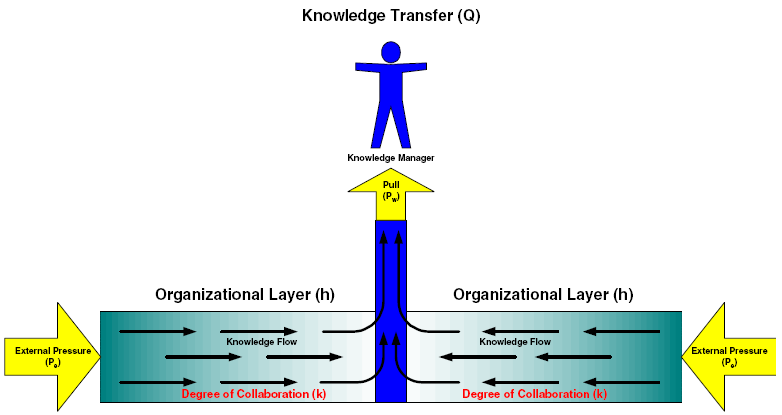 Knowledge Transfer (Q)
Knowledge Manager
Pull
(Pw)
Organizational Layer (h)
Organizational Layer (h)
External Pressure
(Pe)
Knowledge Flow
Knowledge Flow
External Pressure
(Pe)
Degree of Collaboration (k)
Degree of Collaboration (k)